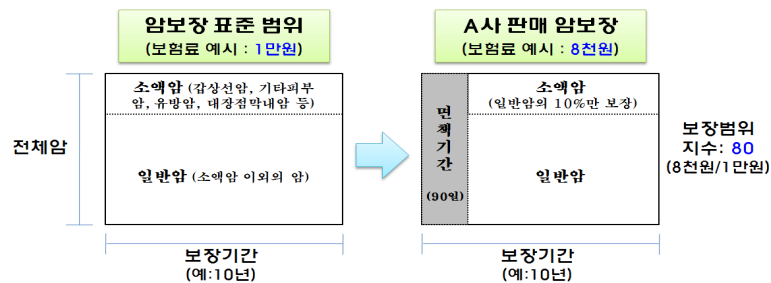 암보장 표준 범위
(보험료 예시 : 1만원)
A사 판매 암보장
(보험료 예시 : 8천원)
전체암
소액암 (갑상선암, 기타피부
암, 유방암, 대장점막내암 등)
일반암 (소액암 이외의 암)
보장기간
(예:10년)
면책기간
(90일)
소액암
(일반암의 10%만 보장)
일반암
보장기간
(예:10년)
보장범위
지수: 80
(8천원/1만원)